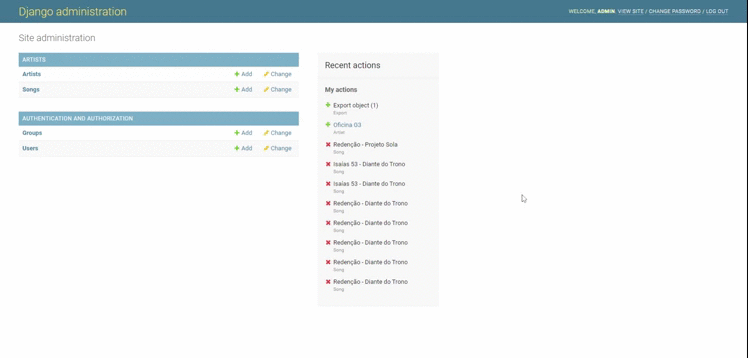 Django administration
WELCOME, ADMIN. VIEW SITE / CHANGE PASSWORD / LOG OUT
Site administration
ARTISTS
Artists Add Change
Songs Add Change
AUTHENTICATION AND AUTHORIZATION
Groups Add Change
Users Add Change
Recent actions
My actions
Export object (1)
Export
Oficina G3
Artist
Redenção - Projeto Sola
Song
Isaías 53 - Diante do Trono
Song
Isaías 53 - Diante do Trono
Song
Redenção - Diante do Trono
Song
Redenção - Diante do Trono
Song
Redenção - Diante do Trono
Song
Redenção - Diante do Trono
Song
Redenção - Diante do Trono
Song